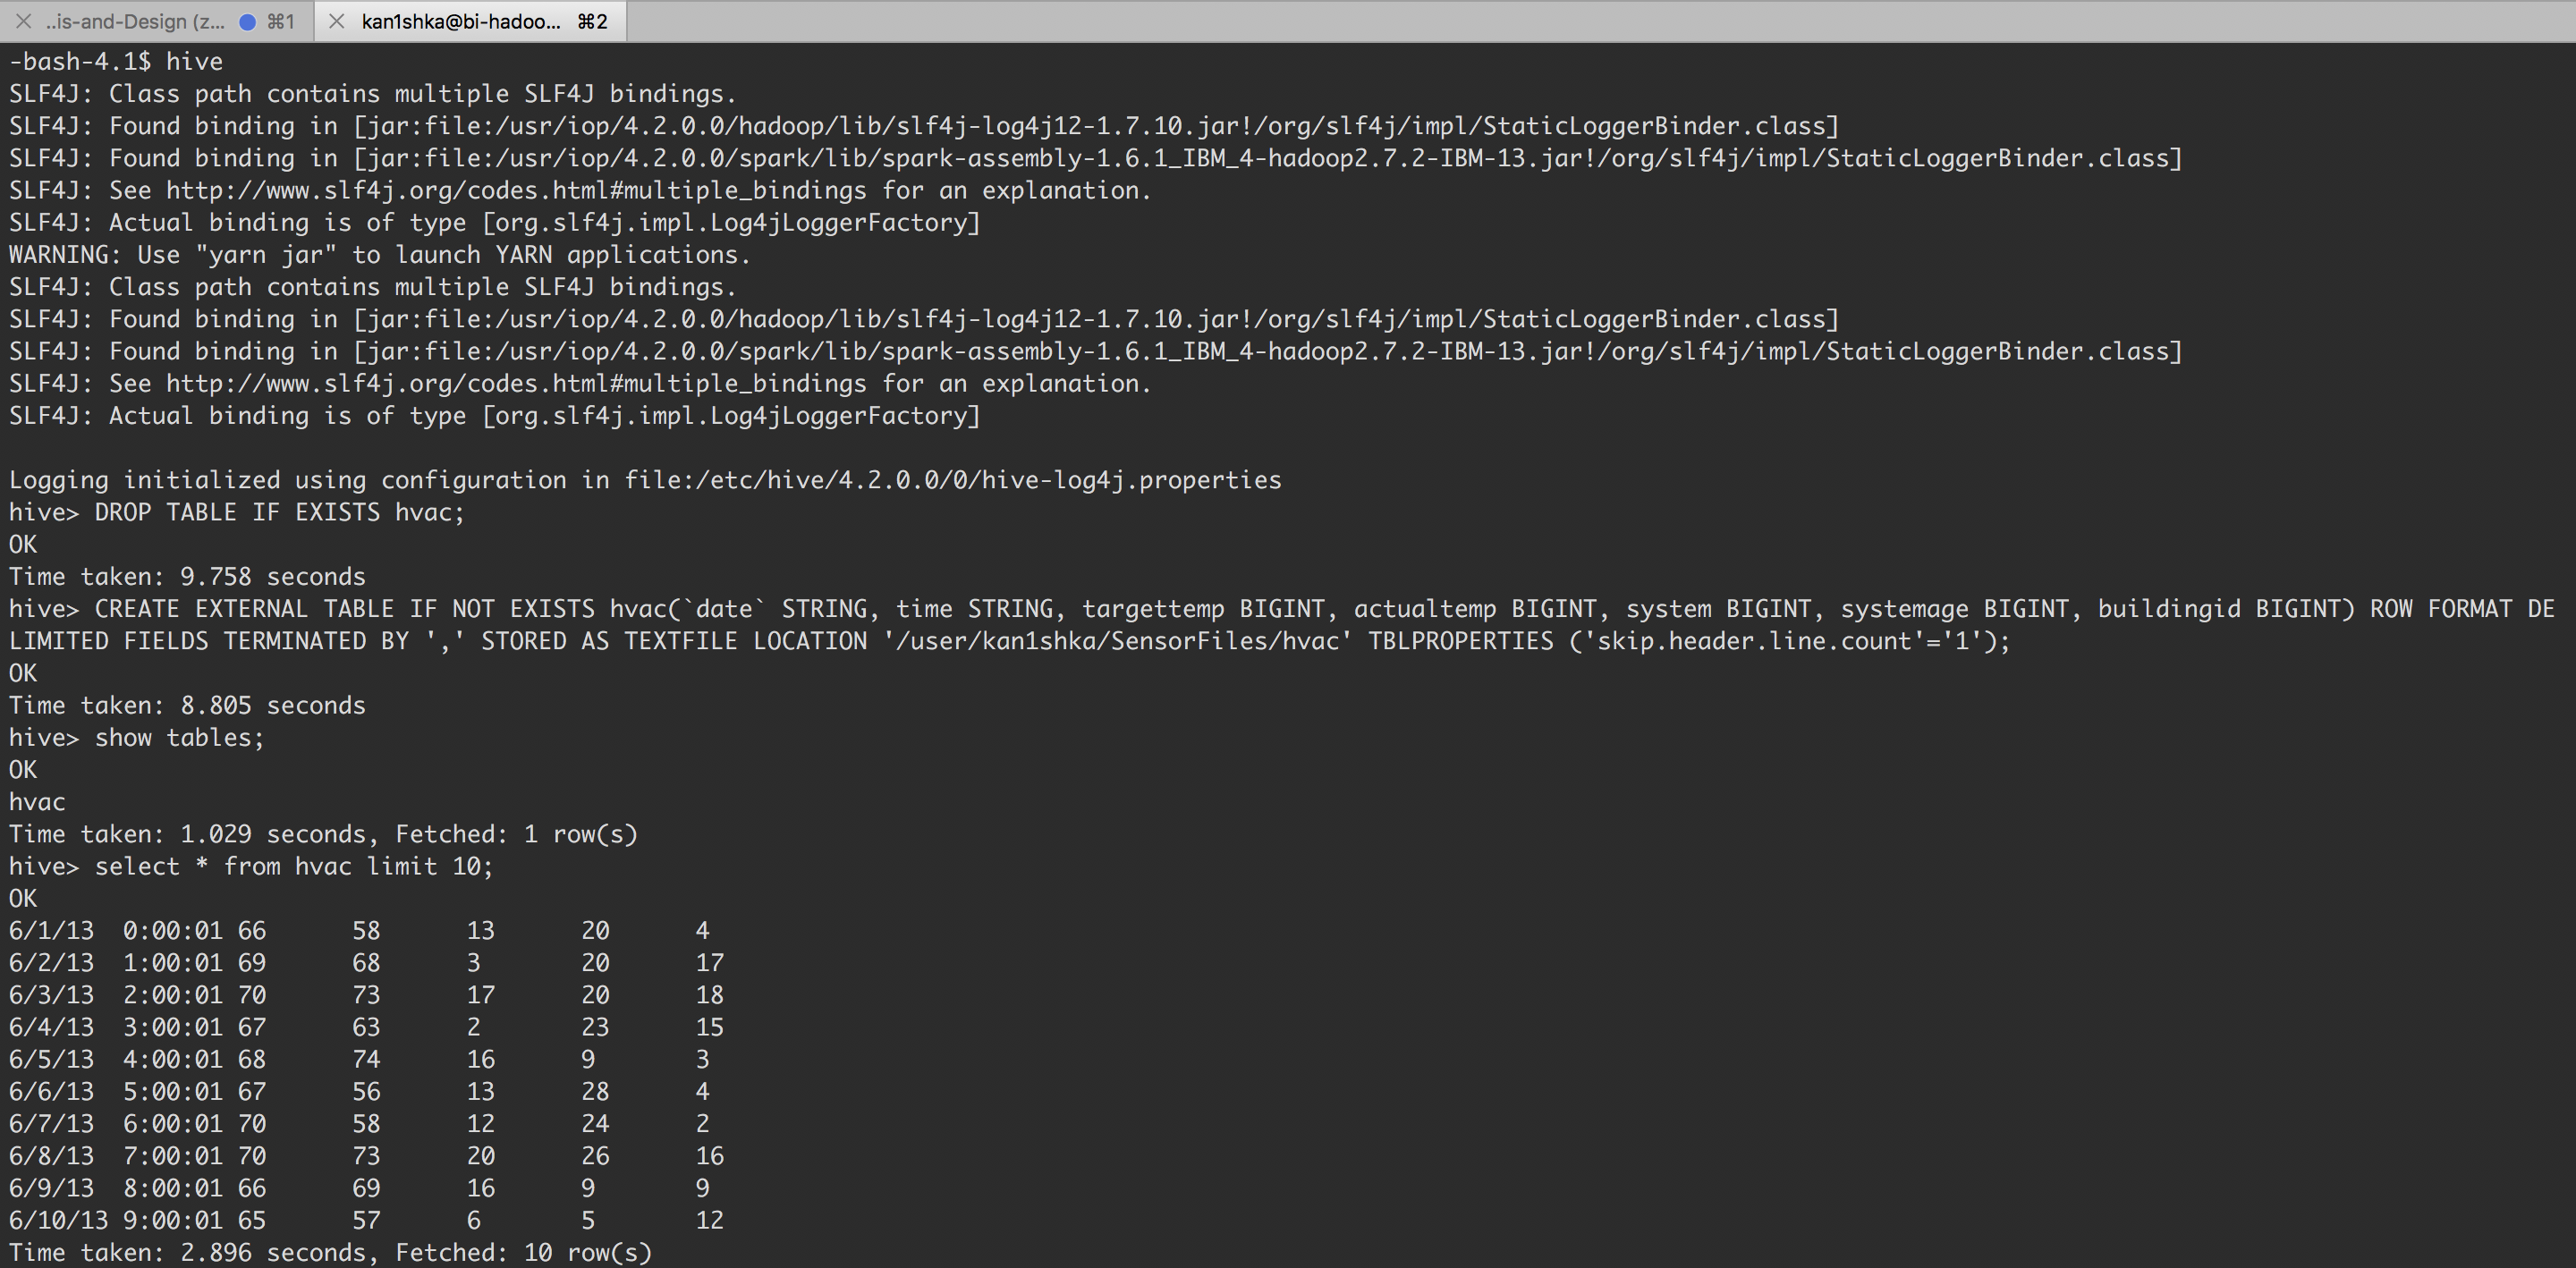 ..is-and-Design (z... ⌘1
kan1shka@bi-hadoo... ⌘2
-bash-4.1$ hive
SLF4J: Class path contains multiple SLF4J bindings.
SLF4J: Found binding in [jar:file:/usr/iop/4.2.0.0/hadoop/lib/slf4j-log4j12-1.7.10.jar!/org/slf4j/impl/StaticLoggerBinder.class]
SLF4J: Found binding in [jar:file:/usr/iop/4.2.0.0/spark/lib/spark-assembly-1.6.1_IBM_4-hadoop2.7.2-IBM-13.jar!/org/slf4j/impl/StaticLoggerBinder.class]
SLF4J: See http://www.slf4j.org/codes.html#multiple_bindings for an explanation.
SLF4J: Actual binding is of type [org.slf4j.impl.Log4jLoggerFactory]
WARNING: Use "yarn jar" to launch YARN applications.
SLF4J: Class path contains multiple SLF4J bindings.
SLF4J: Found binding in [jar:file:/usr/iop/4.2.0.0/hadoop/lib/slf4j-log4j12-1.7.10.jar!/org/slf4j/impl/StaticLoggerBinder.class]
SLF4J: Found binding in [jar:file:/usr/iop/4.2.0.0/spark/lib/spark-assembly-1.6.1_IBM_4-hadoop2.7.2-IBM-13.jar!/org/slf4j/impl/StaticLoggerBinder.class]
SLF4J: See http://www.slf4j.org/codes.html#multiple_bindings for an explanation.
SLF4J: Actual binding is of type [org.slf4j.impl.Log4jLoggerFactory]
Logging initialized using configuration in file:/etc/hive/4.2.0.0/0/hive-log4j.properties
hive> DROP TABLE IF EXISTS hvac;
OK
Time taken: 9.758 seconds
hive> CREATE EXTERNAL TABLE IF NOT EXISTS hvac(`date` STRING, time STRING, targettemp BIGINT, actualtemp BIGINT, system BIGINT, systemage BIGINT, buildingid BIGINT) ROW FORMAT DE
LIMITED FIELDS TERMINATED BY ',' STORED AS TEXTFILE LOCATION '/user/kan1shka/SensorFiles/hvac' TBLPROPERTIES ('skip.header.line.count'='1');
OK
Time taken: 8.805 seconds
hive> show tables;
OK
hvac
Time taken: 1.029 seconds, Fetched: 1 row(s)
hive> select * from hvac limit 10;
OK
6/1/13 0:00:01 66 58 13 20 4
6/2/13 1:00:01 69 68 3 20 17
6/3/13 2:00:01 70 73 17 20 18
6/4/13 3:00:01 67 63 2 23 15
6/5/13 4:00:01 68 74 16 9 3
6/6/13 5:00:01 67 56 13 28 4
6/7/13 6:00:01 70 58 12 24 2
6/8/13 7:00:01 70 73 20 26 16
6/9/13 8:00:01 66 69 16 9 9
6/10/13 9:00:01 65 57 6 5 12
Time taken: 2.896 seconds, Fetched: 10 row(s)